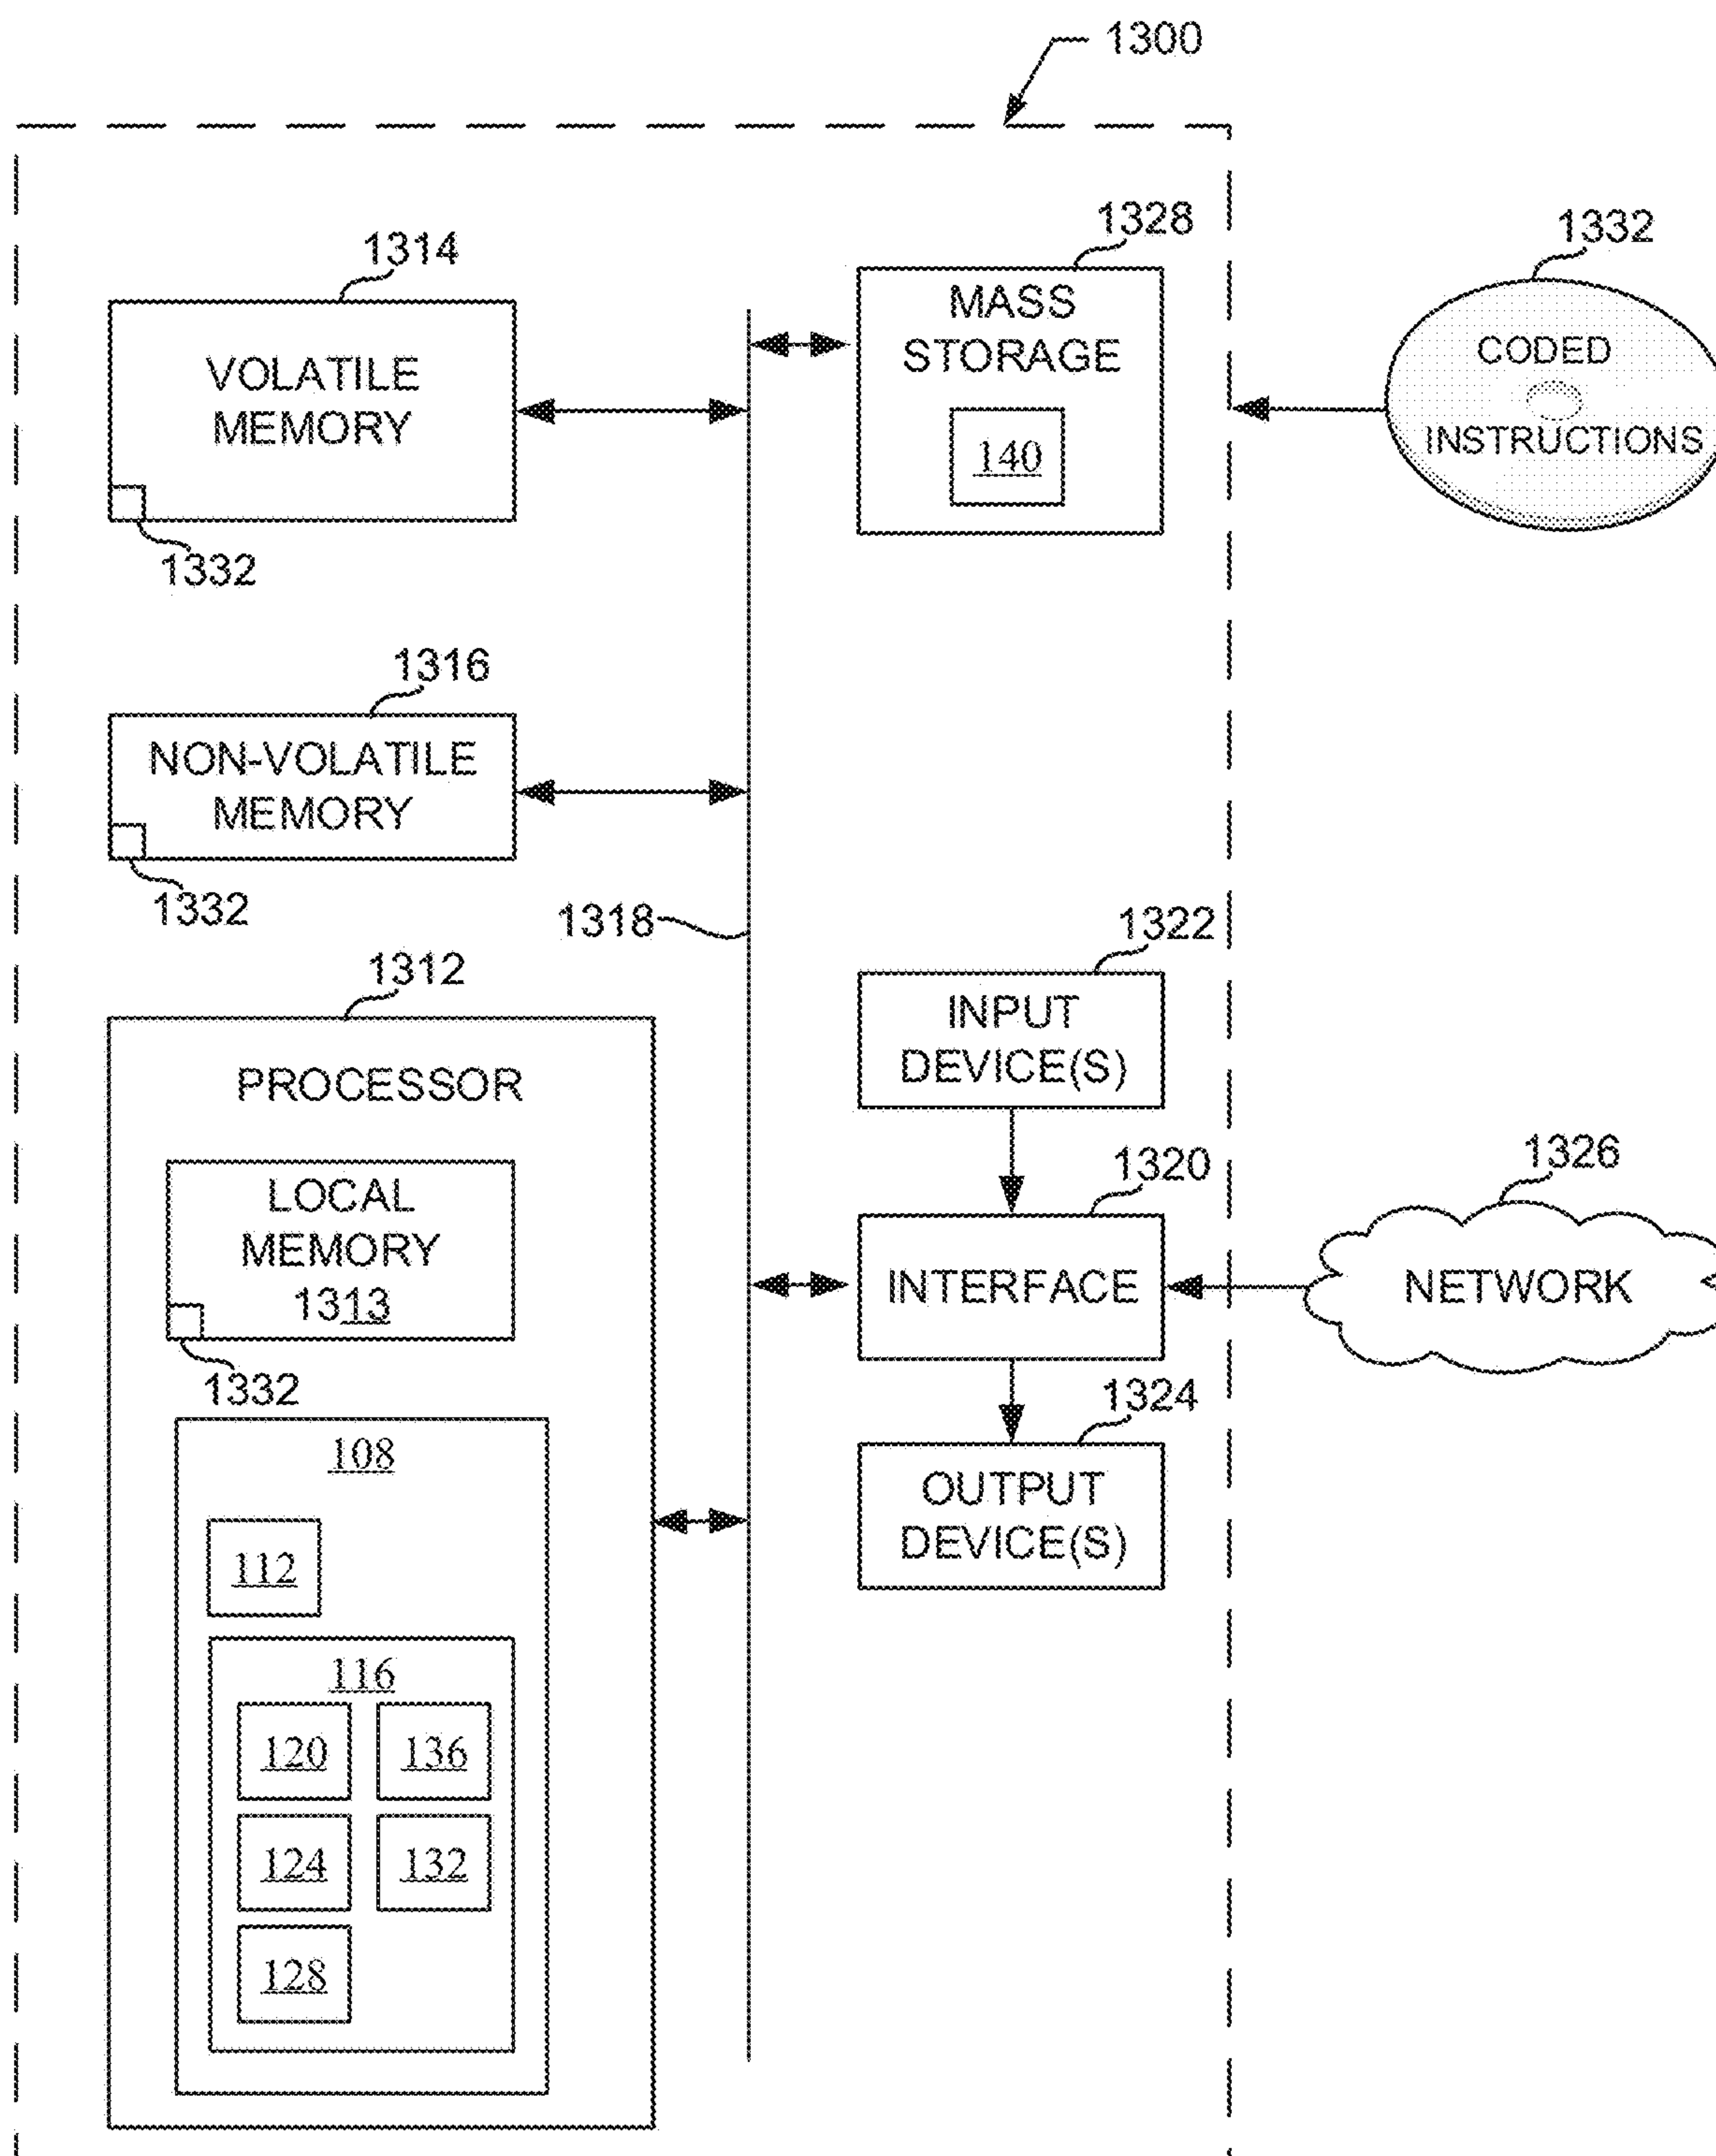 1300
1314
VOLATILE
MEMORY
1332
1328
MASS
STORAGE
140
1332
CODED
INSTRUCTIONS
1316
NON-VOLATILE
MEMORY
1332
1318
1312
PROCESSOR
LOCAL
MEMORY
1313
1332
108
112
116
120
136
124
132
128
1322
INPUT
DEVICE(S)
1320
INTERFACE
1326
NETWORK
1324
OUTPUT
DEVICE(S)